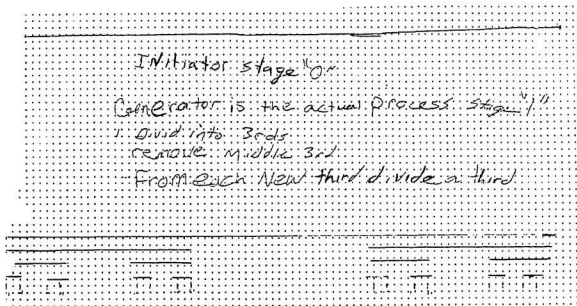 INitiator stage "0"
Generator is the actual Process stage "1"
1 Divid into 3rds
remove Middle 3rd
From each New third divide a third